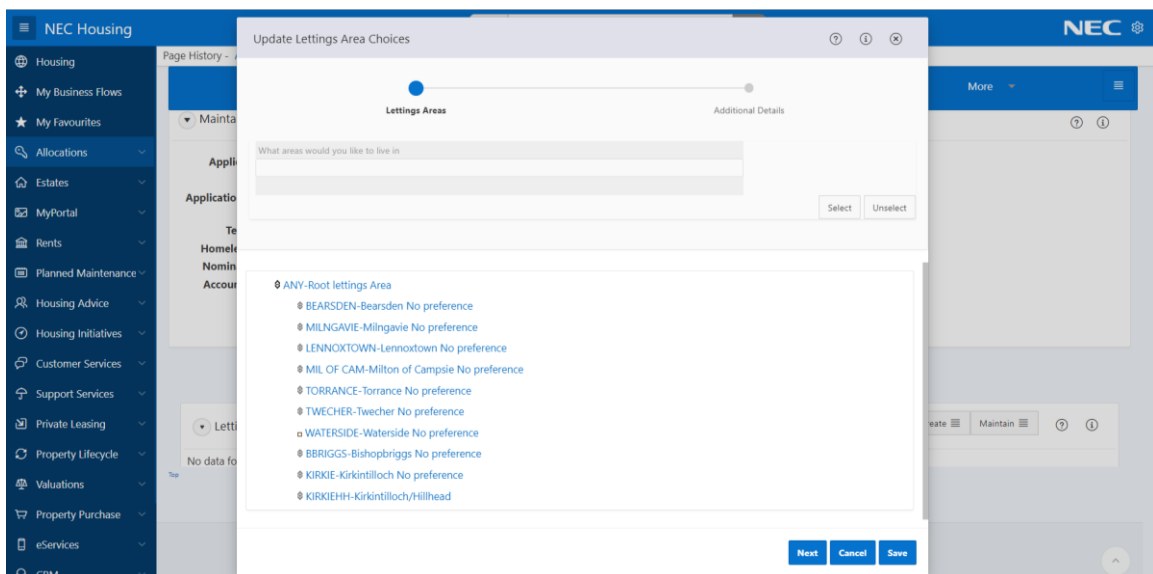 NEC Housing
NEC
Housing
My Business Flows
My Favourites
Allocations
Estates
MyPortal
Rents
Planned Maintenance
Housing Advice
Housing Initiatives
Customer Services
Support Services
Private Leasing
Property Lifecycle
Valuations
Property Purchase
eServices
Page History -
More
Mainta
Appli
Applicatio
Te
Homele
Nomin
Accour
Letti
No data fo
Top
eate
Maintain
Update Lettings Area Choices
Lettings Areas
Additional Details
What areas would you like to live in
Select Unselect
ANY-Root lettings Area
BEARSDEN-Bearsden No preference
MILNGAVIE-Milngavie No preference
LENNOXTOWN-Lennoxtown No preference
MIL OF CAM-Milton of Campsie No preference
TORRANCE-Torrance No preference
TWECHER-Twecher No preference
WATERSIDE-Waterside No preference
BBRIGGS-Bishopbriggs No preference
KIRKIE-Kirkintilloch No preference
KIRKIEHH-Kirkintilloch/Hillhead
Next Cancel Save